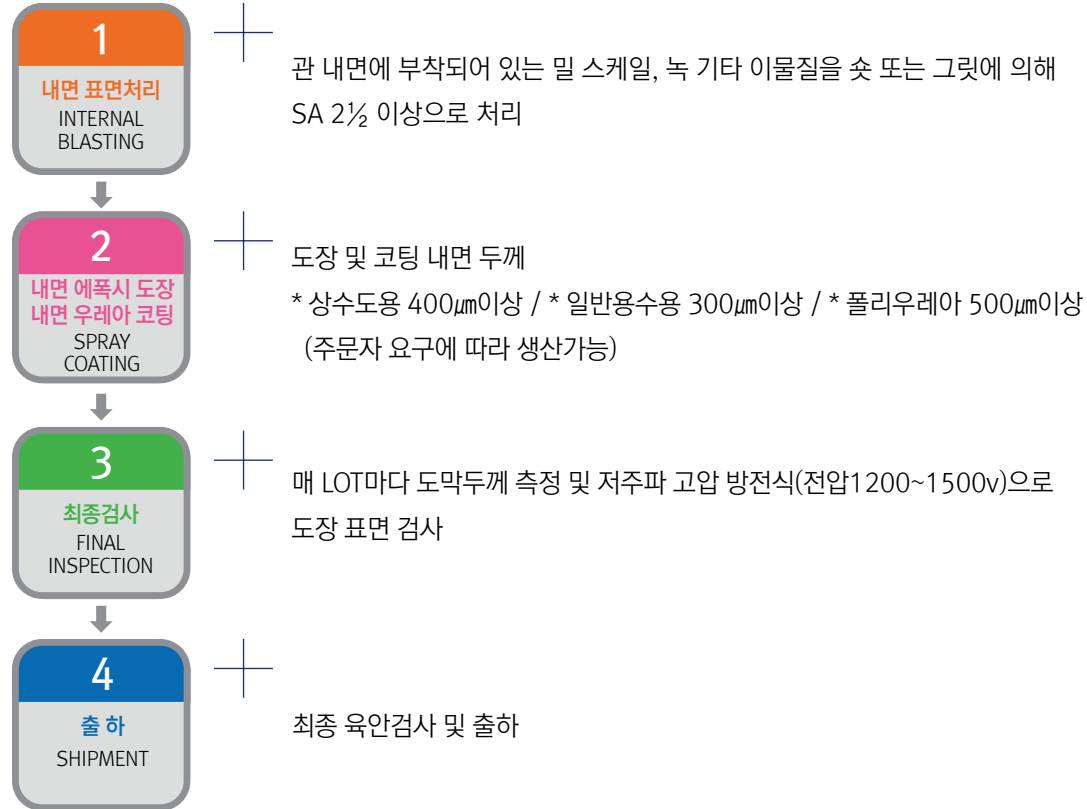 1
내면 표면처리
INTERNAL
BLASTING
관 내면에 부착되어 있는 밀 스케일, 녹 기타 이물질을 숏 또는 그릿에 의해
SA 2½ 이상으로 처리
2
내면 에폭시 도장
내면 우레아 코팅
SPRAY
COATING
도장 및 코팅 내면 두께
* 상수도용 400㎛이상 / * 일반용수용 300㎛이상 / * 폴리우레아 500㎛이상
(주문자 요구에 따라 생산가능)
3
최종검사
FINAL
INSPECTION
매 LOT마다 도막두께 측정 및 저주파 고압 방전식(전압1200~1500v)으로
도장 표면 검사
4
출 하
SHIPMENT
최종 육안검사 및 출하